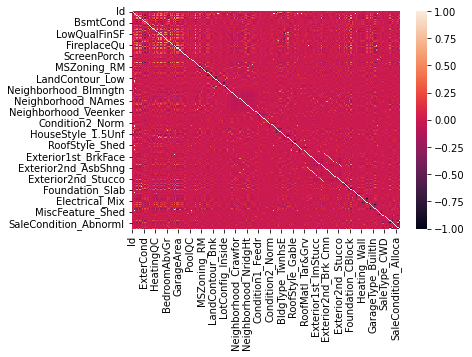 Id
BsmtCond
LowQualFinSF
FireplaceQu
ScreenPorch
MSZoning_RM
LandContour_Low
Neighborhood_Blmngtn
Neighborhood_NAmes
Neighborhood_Veenker
Condition2_Norm
HouseStyle_1.5Unf
RoofStyle_Shed
Exterior1st_BrkFace
Exterior2nd_AsbShng
Exterior2nd_Stucco
Foundation_Slab
Electrical_Mix
MiscFeature_Shed
SaleCondition_Abnorml
Id
ExterCond
HeatingQC
BedroomAbvGr
GarageArea
PoolQC
MSZoning_RM
LandContour_Bnk
LotConfig_Inside
Neighborhood_Crawfor
Neighborhood_NridgHt
Condition1_Feedr
Condition2_Norm
BldgType_TwnhsE
RoofStyle_Gable
RoofMatl_Tar&Grv
Exterior1st_ImStucc
Exterior2nd_Brk Cmn
Exterior2nd_Stucco
Foundation_CBlock
Heating_Wall
GarageType_BuiltIn
SaleType_CWD
SaleCondition_Alloca
1.00
0.75
0.50
0.25
0.00
−0.25
−0.50
−0.75
−1.00